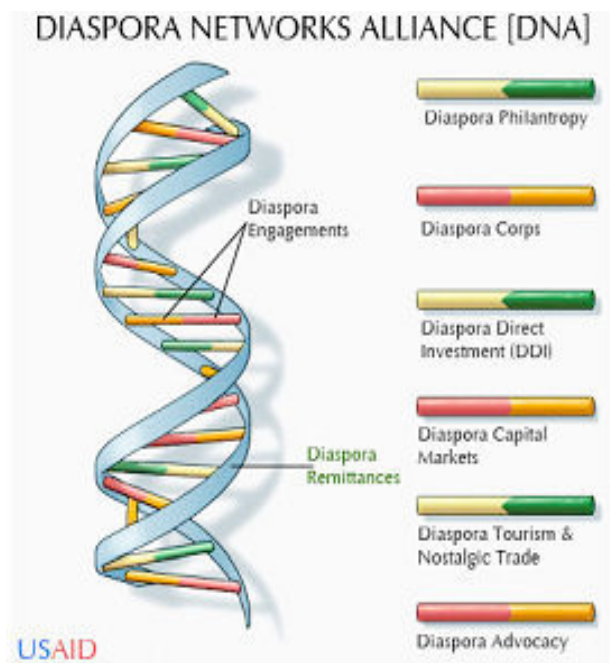 DIASPORA NETWORKS ALLIANCE [DNA]
Diaspora Philantropy
Diaspora
Engagements
Diaspora Corps
Diaspora Direct
Investment (DDI)
Diaspora Capital
Markets
Diaspora
Remittances
Diaspora Tourism &
Nostalgic Trade
Diaspora Advocacy
USAID